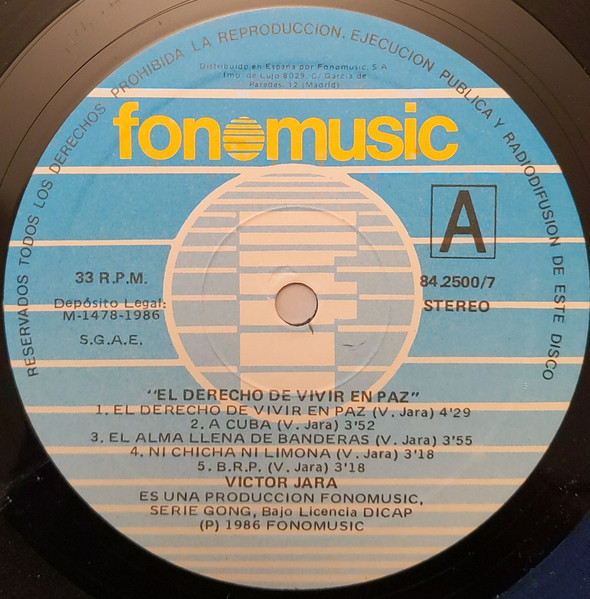 RESERVADOS TODOS LOS DERECHOS PROHIBIDA LA REPRODUCCION, EJECUCION PUBLICA Y RADIODIFUSION DE ESTE DISCO
Distribuido en España por Fonomusic, S.A.
Imp. de Lujo 8029. C/ García de
Paredes, 12 (Madrid)
fonomusic
A
33 R.P.M.
84.2500/7
Depósito Legal:
M-1478-1986
STEREO
S.G.A.E.
"EL DERECHO DE VIVIR EN PAZ"
1. EL DERECHO DE VIVIR EN PAZ (V. Jara) 4'29
2. A CUBA (V. Jara) 3'52
3. EL ALMA LLENA DE BANDERAS (V. Jara) 3'55
4. NI CHICHA NI LIMONA (V. Jara) 3'18
5. B.R.P. (V. Jara) 3'18
VICTOR JARA
ES UNA PRODUCCION FONOMUSIC,
SERIE GONG, Bajo Licencia DICAP
(P) 1986 FONOMUSIC